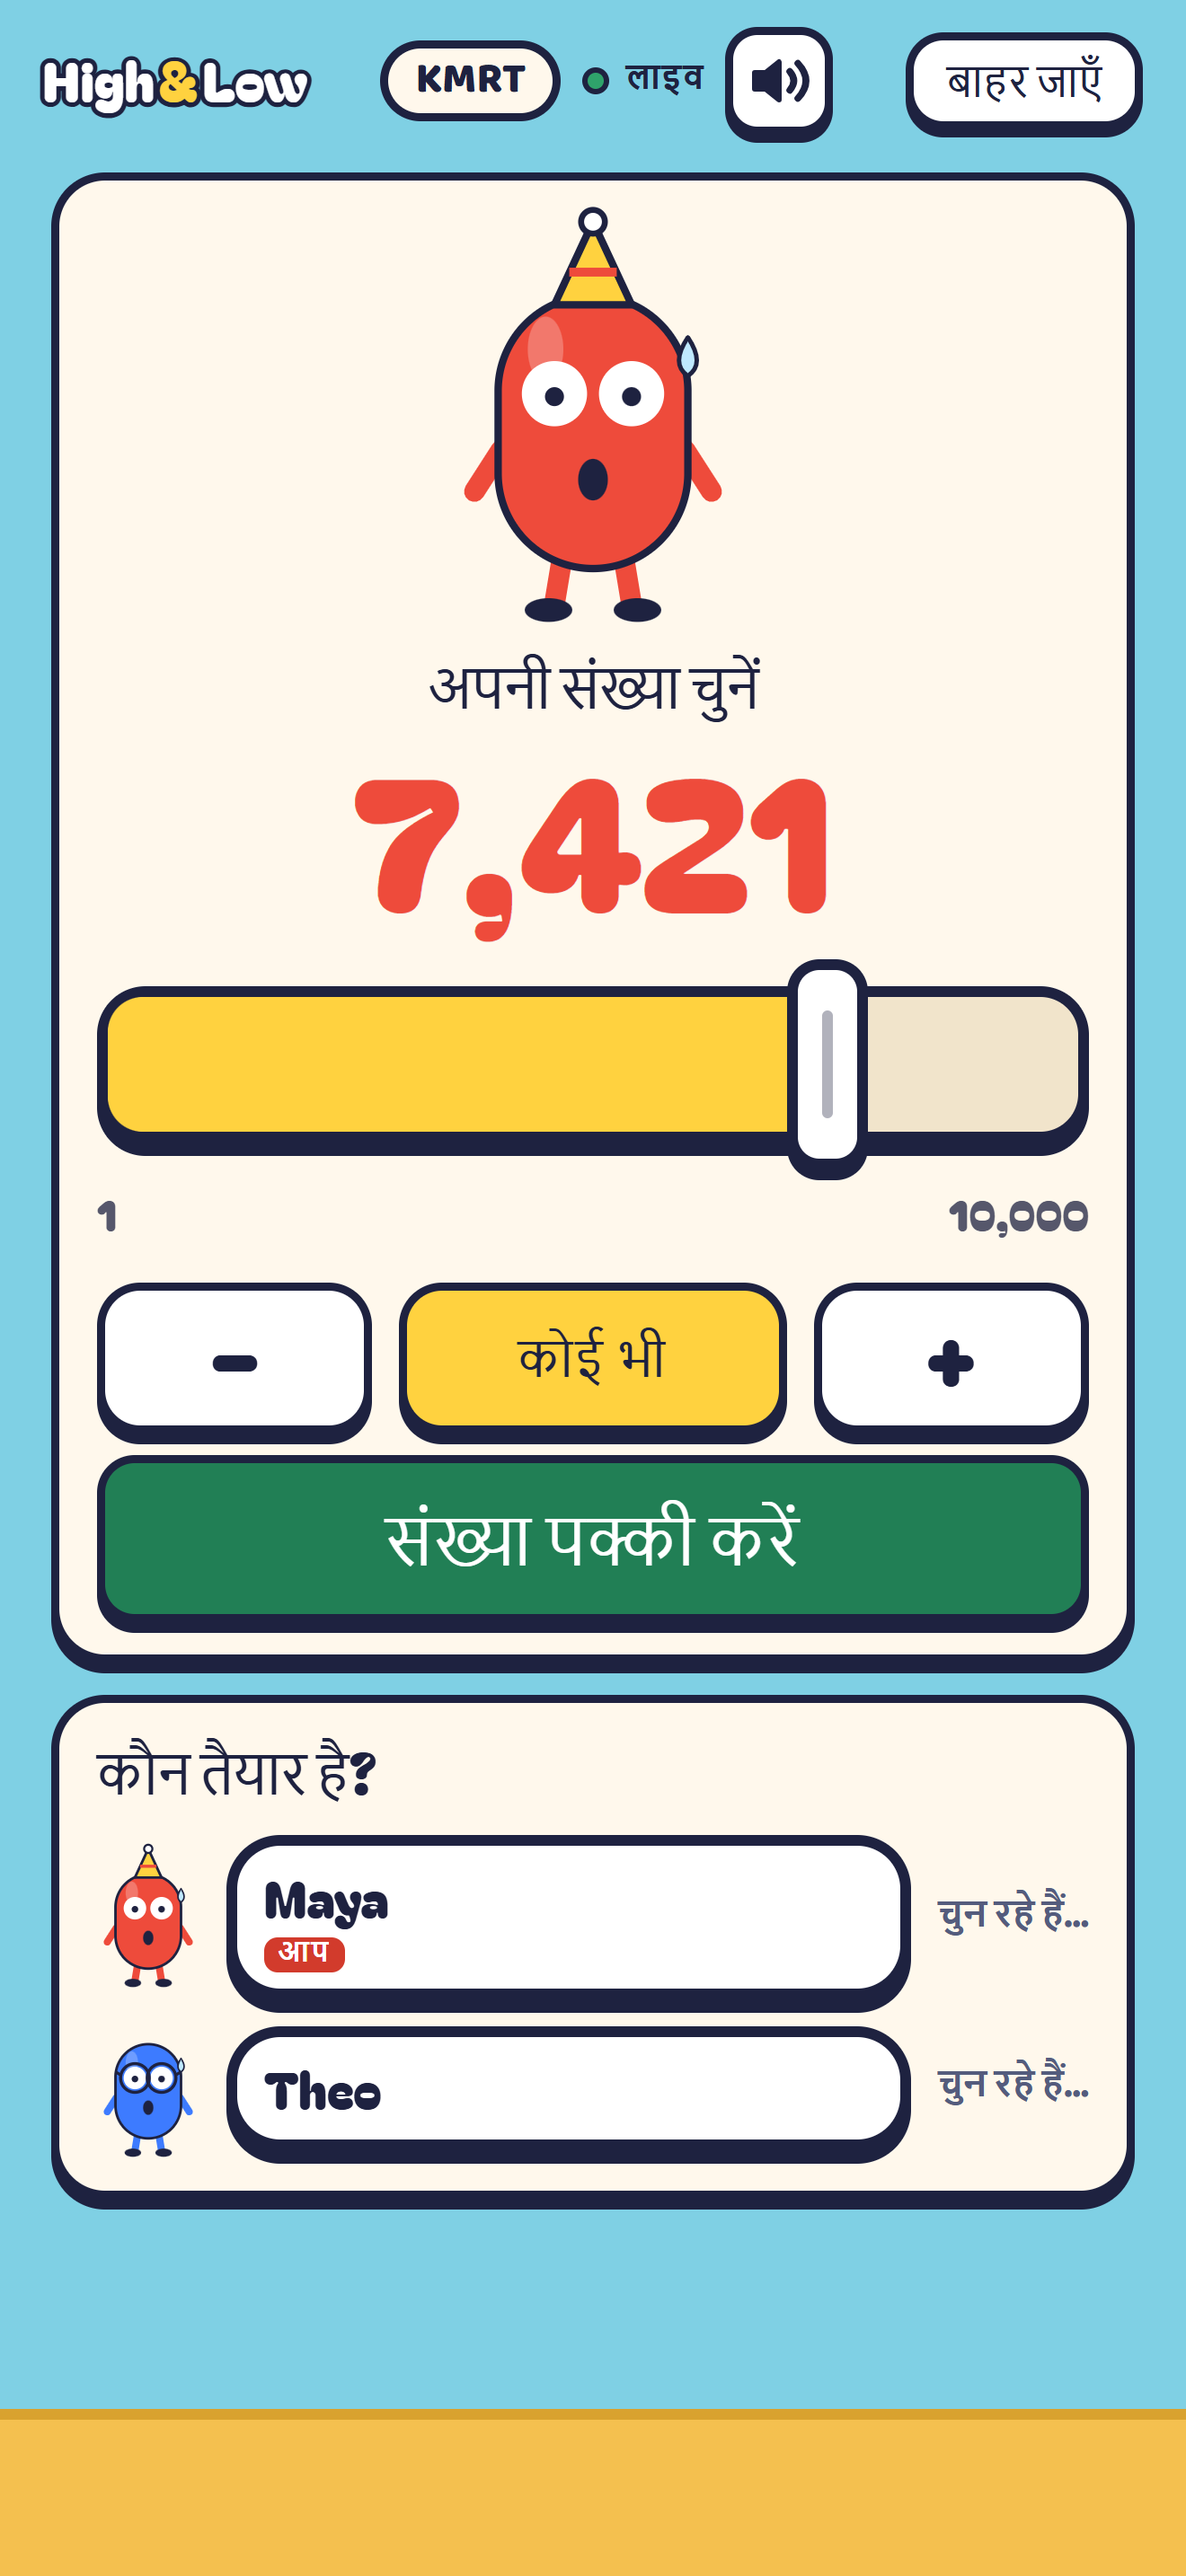 High&Low
KMRT
लाइव
बाहर जाएँ
अपनी संख्या चुनें
7,421
1
10,000
−
कोई भी
+
संख्या पक्की करें
कौन तैयार है?
Maya
आप
चुन रहे हैं...
Theo
चुन रहे हैं...